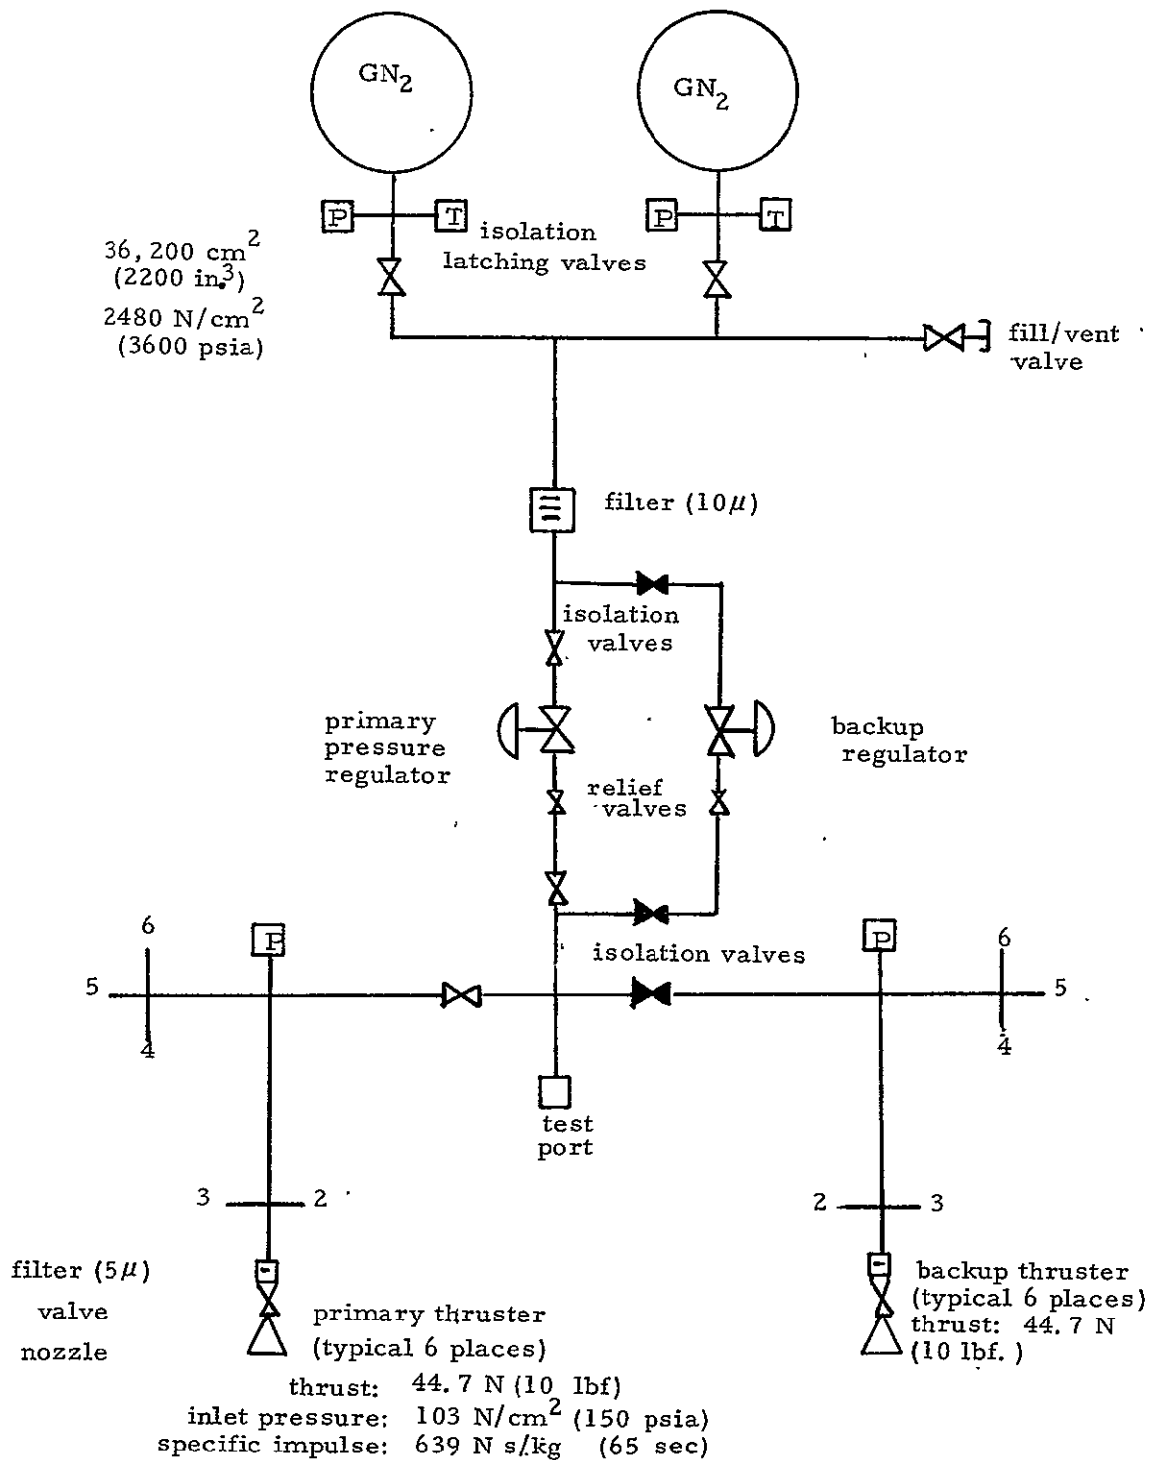 GN2
GN2
P
T
P
T
isolation
latching valves
36,200 cm2
(2200 in.3)
2480 N/cm2
(3600 psia)
fill/vent
valve
filter (10μ)
isolation
valves
primary
pressure
regulator
backup
regulator
relief
valves
6
P
P
6
isolation valves
5
5
4
4
test
port
3
2
2
3
filter (5μ)
valve
nozzle
primary thruster
(typical 6 places)
thrust: 44.7 N (10 lbf)
inlet pressure: 103 N/cm2 (150 psia)
specific impulse: 639 N s/kg (65 sec)
backup thruster
(typical 6 places)
thrust: 44.7 N
(10 lbf.)